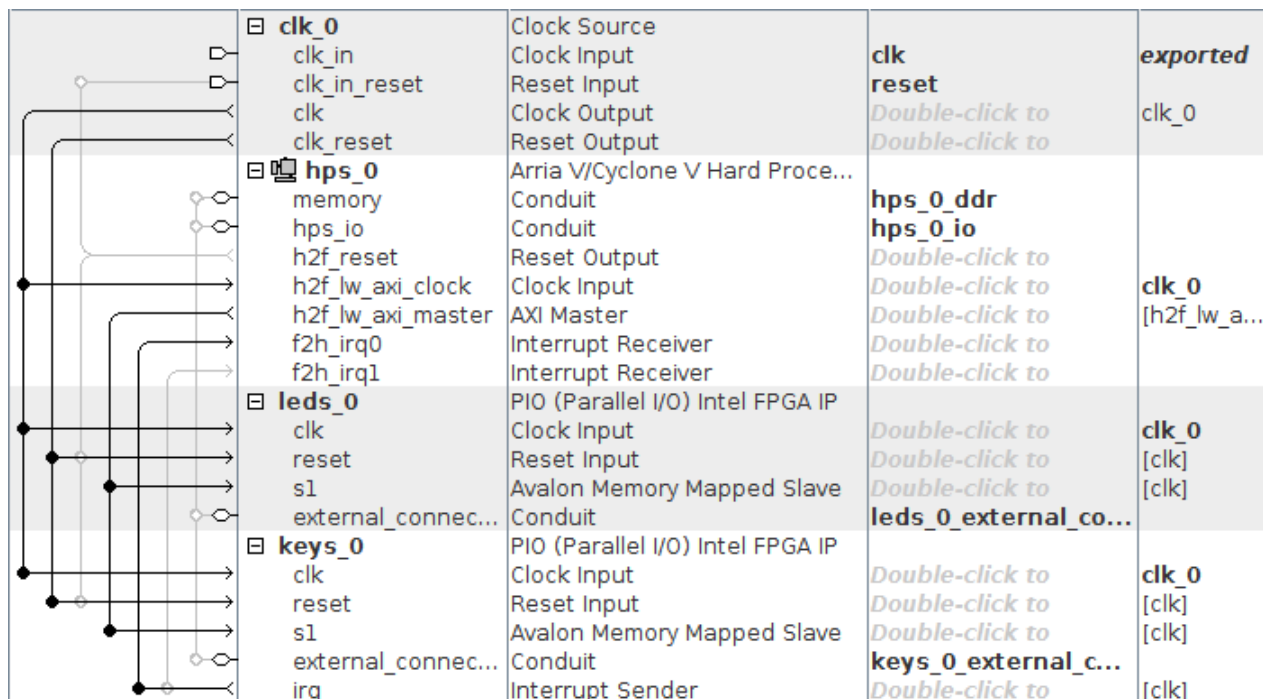 clk_0 Clock Source
clk_in Clock Input clk exported
clk_in_reset Reset Input reset
clk Clock Output Double-click to clk_0
clk_reset Reset Output Double-click to
hps_0 Arria V/Cyclone V Hard Proce...
memory Conduit hps_0_ddr
hps_io Conduit hps_0_io
h2f_reset Reset Output Double-click to
h2f_lw_axi_clock Clock Input Double-click to clk_0
h2f_lw_axi_master AXI Master Double-click to [h2f_lw_a...
f2h_irq0 Interrupt Receiver Double-click to
f2h_irq1 Interrupt Receiver Double-click to
leds_0 PIO (Parallel I/O) Intel FPGA IP
clk Clock Input Double-click to clk_0
reset Reset Input Double-click to [clk]
s1 Avalon Memory Mapped Slave Double-click to [clk]
external_connec... Conduit leds_0_external_co...
keys_0 PIO (Parallel I/O) Intel FPGA IP
clk Clock Input Double-click to clk_0
reset Reset Input Double-click to [clk]
s1 Avalon Memory Mapped Slave Double-click to [clk]
external_connec... Conduit keys_0_external_c...
irq Interrupt Sender Double-click to [clk]